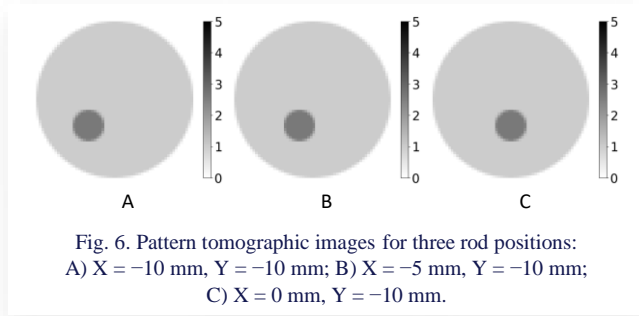 5 5 5
4 4 4
3 3 3
2 2 2
1 1 1
0 0 0
A B C
Fig. 6. Pattern tomographic images for three rod positions:
A) X = −10 mm, Y = −10 mm; B) X = −5 mm, Y = −10 mm;
C) X = 0 mm, Y = −10 mm.